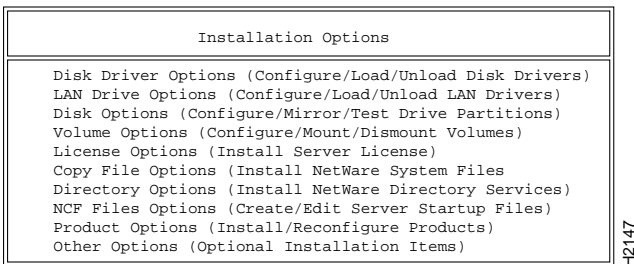 Installation Options
Disk Driver Options (Configure/Load/Unload Disk Drivers)
LAN Drive Options (Configure/Load/Unload LAN Drivers)
Disk Options (Configure/Mirror/Test Drive Partitions)
Volume Options (Configure/Mount/Dismount Volumes)
License Options (Install Server License)
Copy File Options (Install NetWare System Files
Directory Options (Install NetWare Directory Services)
NCF Files Options (Create/Edit Server Startup Files)
Product Options (Install/Reconfigure Products)
Other Options (Optional Installation Items)
H2147